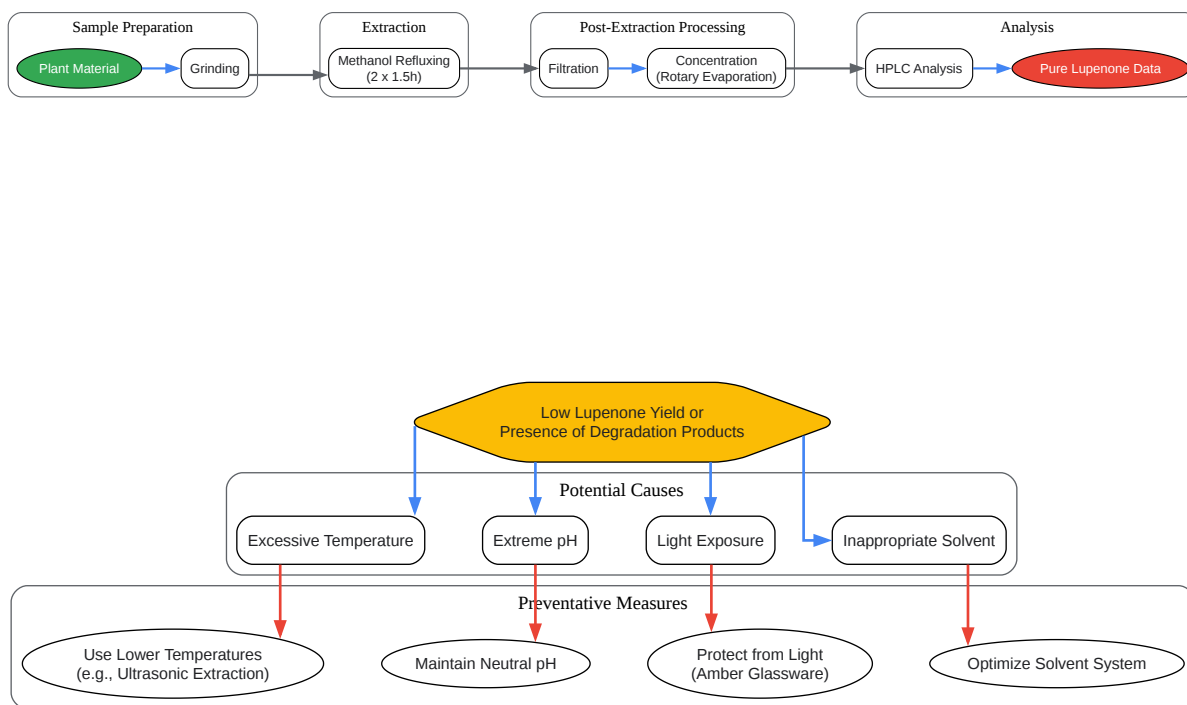 Sample Preparation
Extraction
Post-Extraction Processing
Analysis
Plant Material
Grinding
Methanol Refluxing
(2 x 1.5h)
Filtration
Concentration
(Rotary Evaporation)
HPLC Analysis
Pure Lupenone Data
Low Lupenone Yield or
Presence of Degradation Products
Potential Causes
Excessive Temperature
Extreme pH
Light Exposure
Inappropriate Solvent
Preventative Measures
Use Lower Temperatures
(e.g., Ultrasonic Extraction)
Maintain Neutral pH
Protect from Light
(Amber Glassware)
Optimize Solvent System